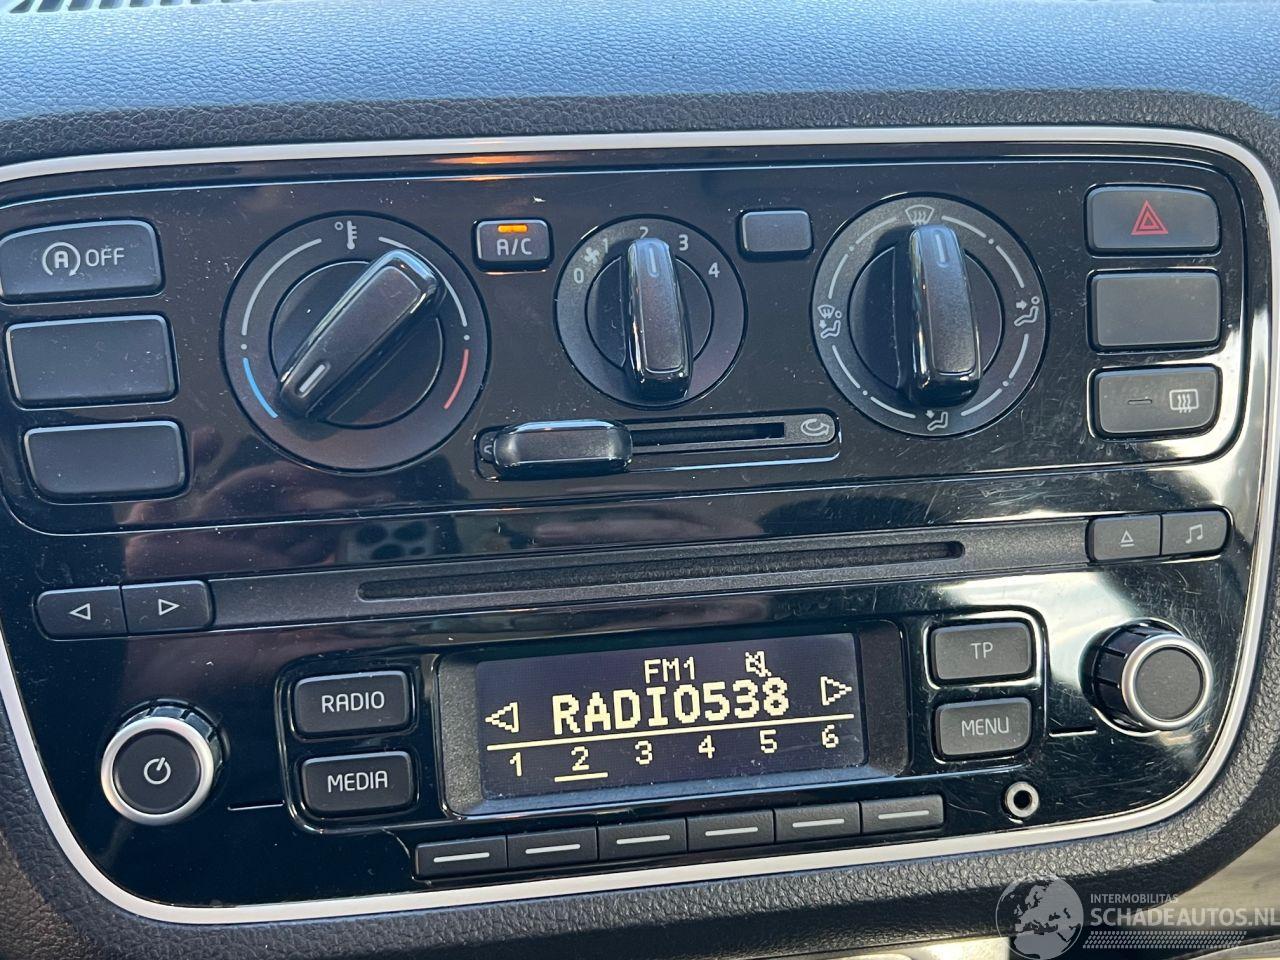 A OFF
A/C
0 1 2 3 4
RADIO
MEDIA
FM1
RADIO538
1 2 3 4 5 6
TP
MENU
INTERMOBILITAS
SCHADEAUTOS.NL